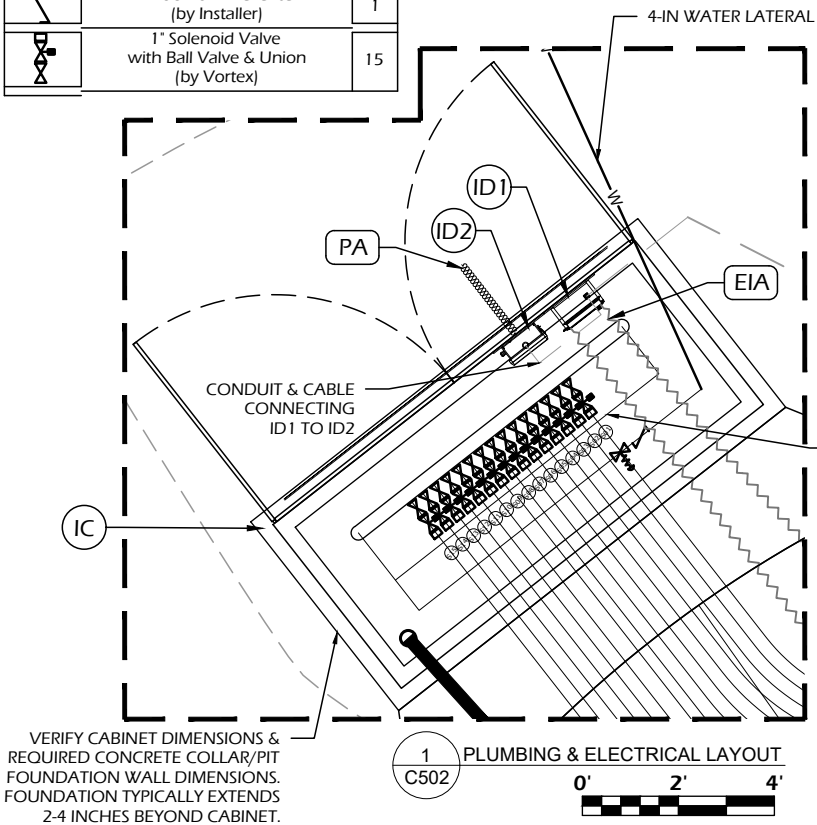 (by Installer)
1
1" Solenoid Valve
with Ball Valve & Union
(by Vortex)
15
4-IN WATER LATERAL
W
ID1
ID2
PA
EIA
CONDUIT & CABLE
CONNECTING
ID1 TO ID2
IC
VERIFY CABINET DIMENSIONS &
REQUIRED CONCRETE COLLAR/PIT
FOUNDATION WALL DIMENSIONS.
FOUNDATION TYPICALLY EXTENDS
2-4 INCHES BEYOND CABINET.
1
C502
PLUMBING & ELECTRICAL LAYOUT
0' 2' 4'